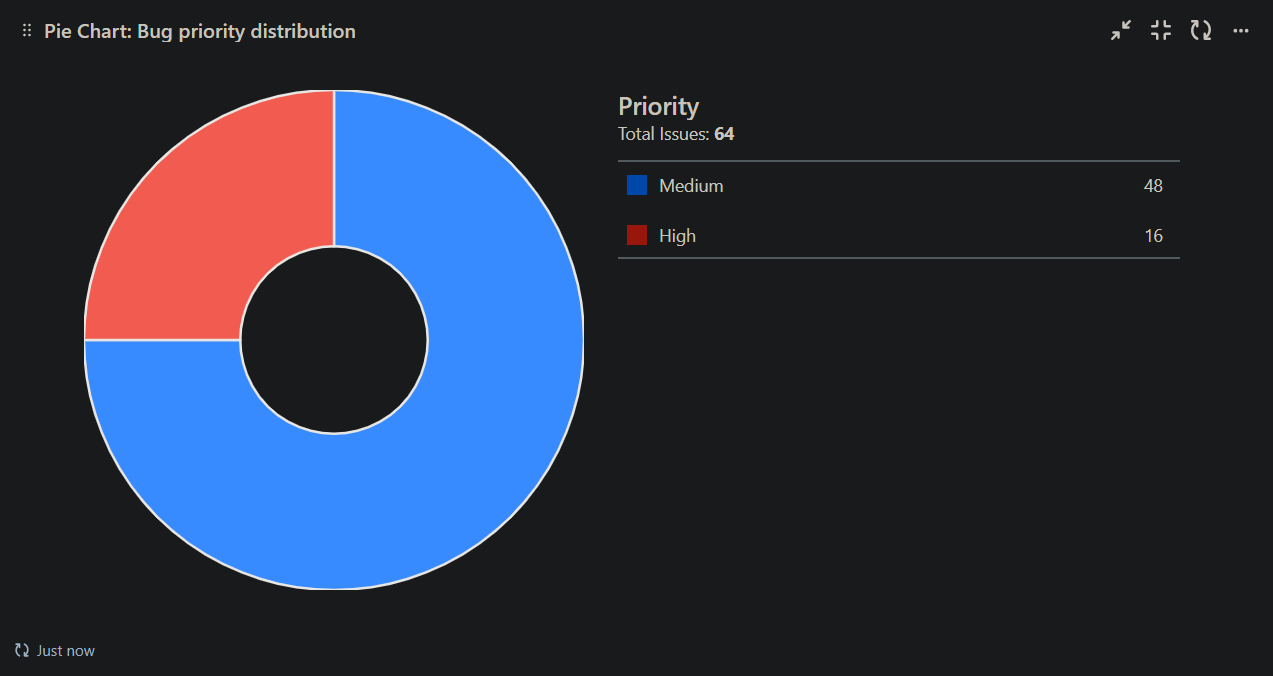 Pie Chart: Bug priority distribution
Priority
Total Issues: 64
Medium 48
High 16
Just now